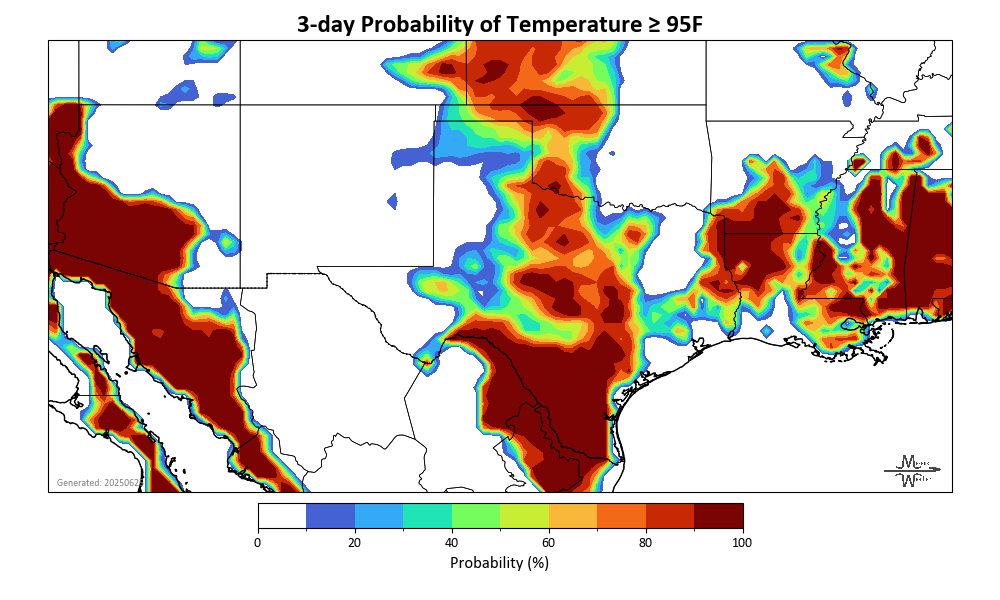 3-day Probability of Temperature ≥ 95F
Generated: 2025062
0 20 40 60 80 100
Probability (%)